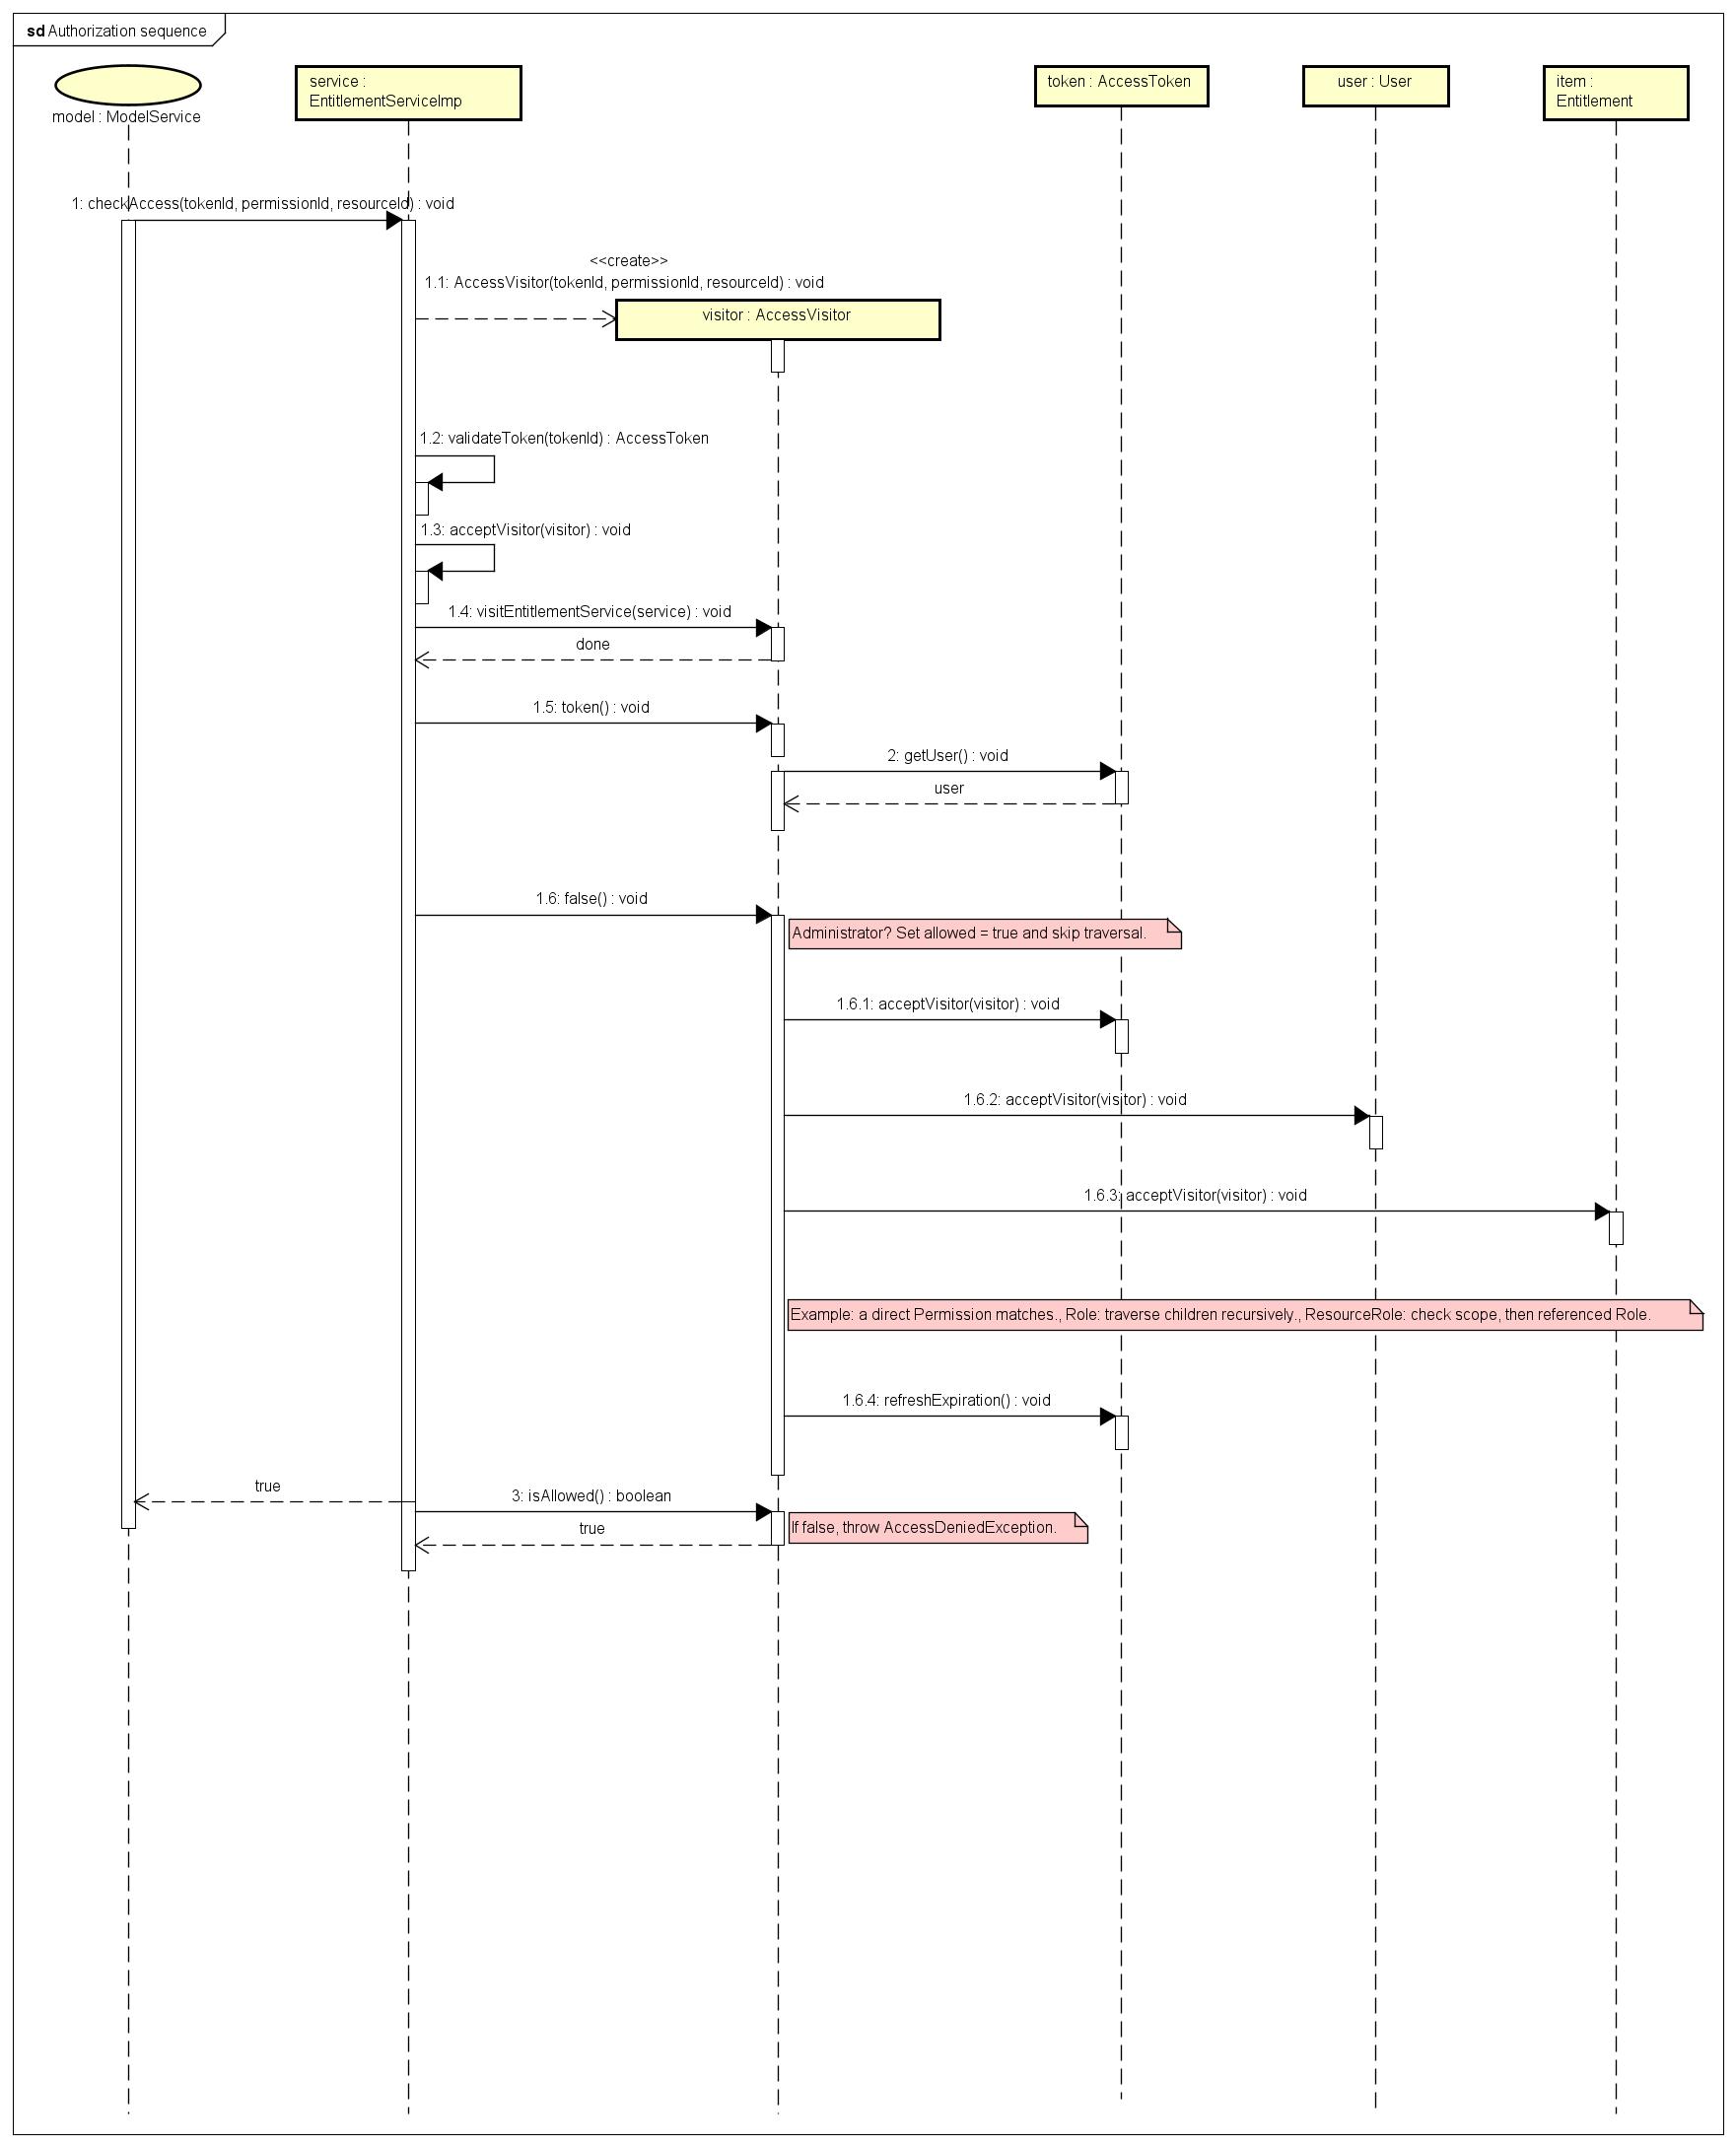 sd Authorization sequence
model : ModelService
service :
EntitlementServiceImp
token : AccessToken
user : User
item :
Entitlement
1: checkAccess(tokenId, permissionId, resourceId) : void
<<create>>
1.1: AccessVisitor(tokenId, permissionId, resourceId) : void
visitor : AccessVisitor
1.2: validateToken(tokenId) : AccessToken
1.3: acceptVisitor(visitor) : void
1.4: visitEntitlementService(service) : void
done
1.5: token() : void
2: getUser() : void
user
1.6: false() : void
Administrator? Set allowed = true and skip traversal.
1.6.1: acceptVisitor(visitor) : void
1.6.2: acceptVisitor(visitor) : void
1.6.3: acceptVisitor(visitor) : void
Example: a direct Permission matches., Role: traverse children recursively., ResourceRole: check scope, then referenced Role.
1.6.4: refreshExpiration() : void
true
3: isAllowed() : boolean
If false, throw AccessDeniedException.
true